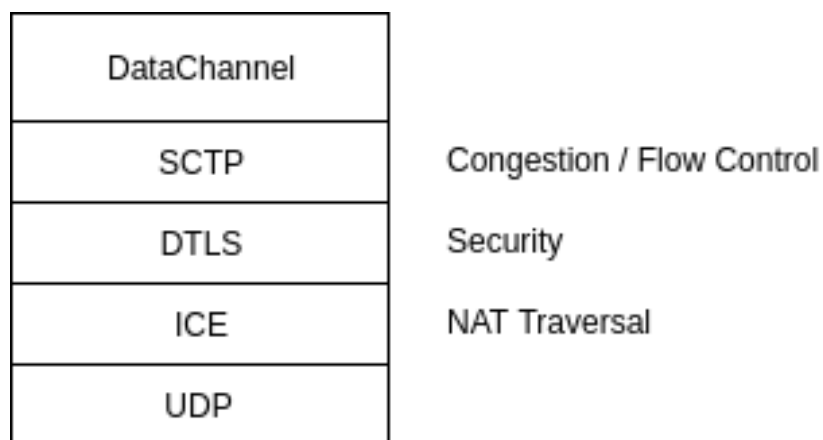 DataChannel
SCTP
Congestion / Flow Control
DTLS
Security
ICE
NAT Traversal
UDP